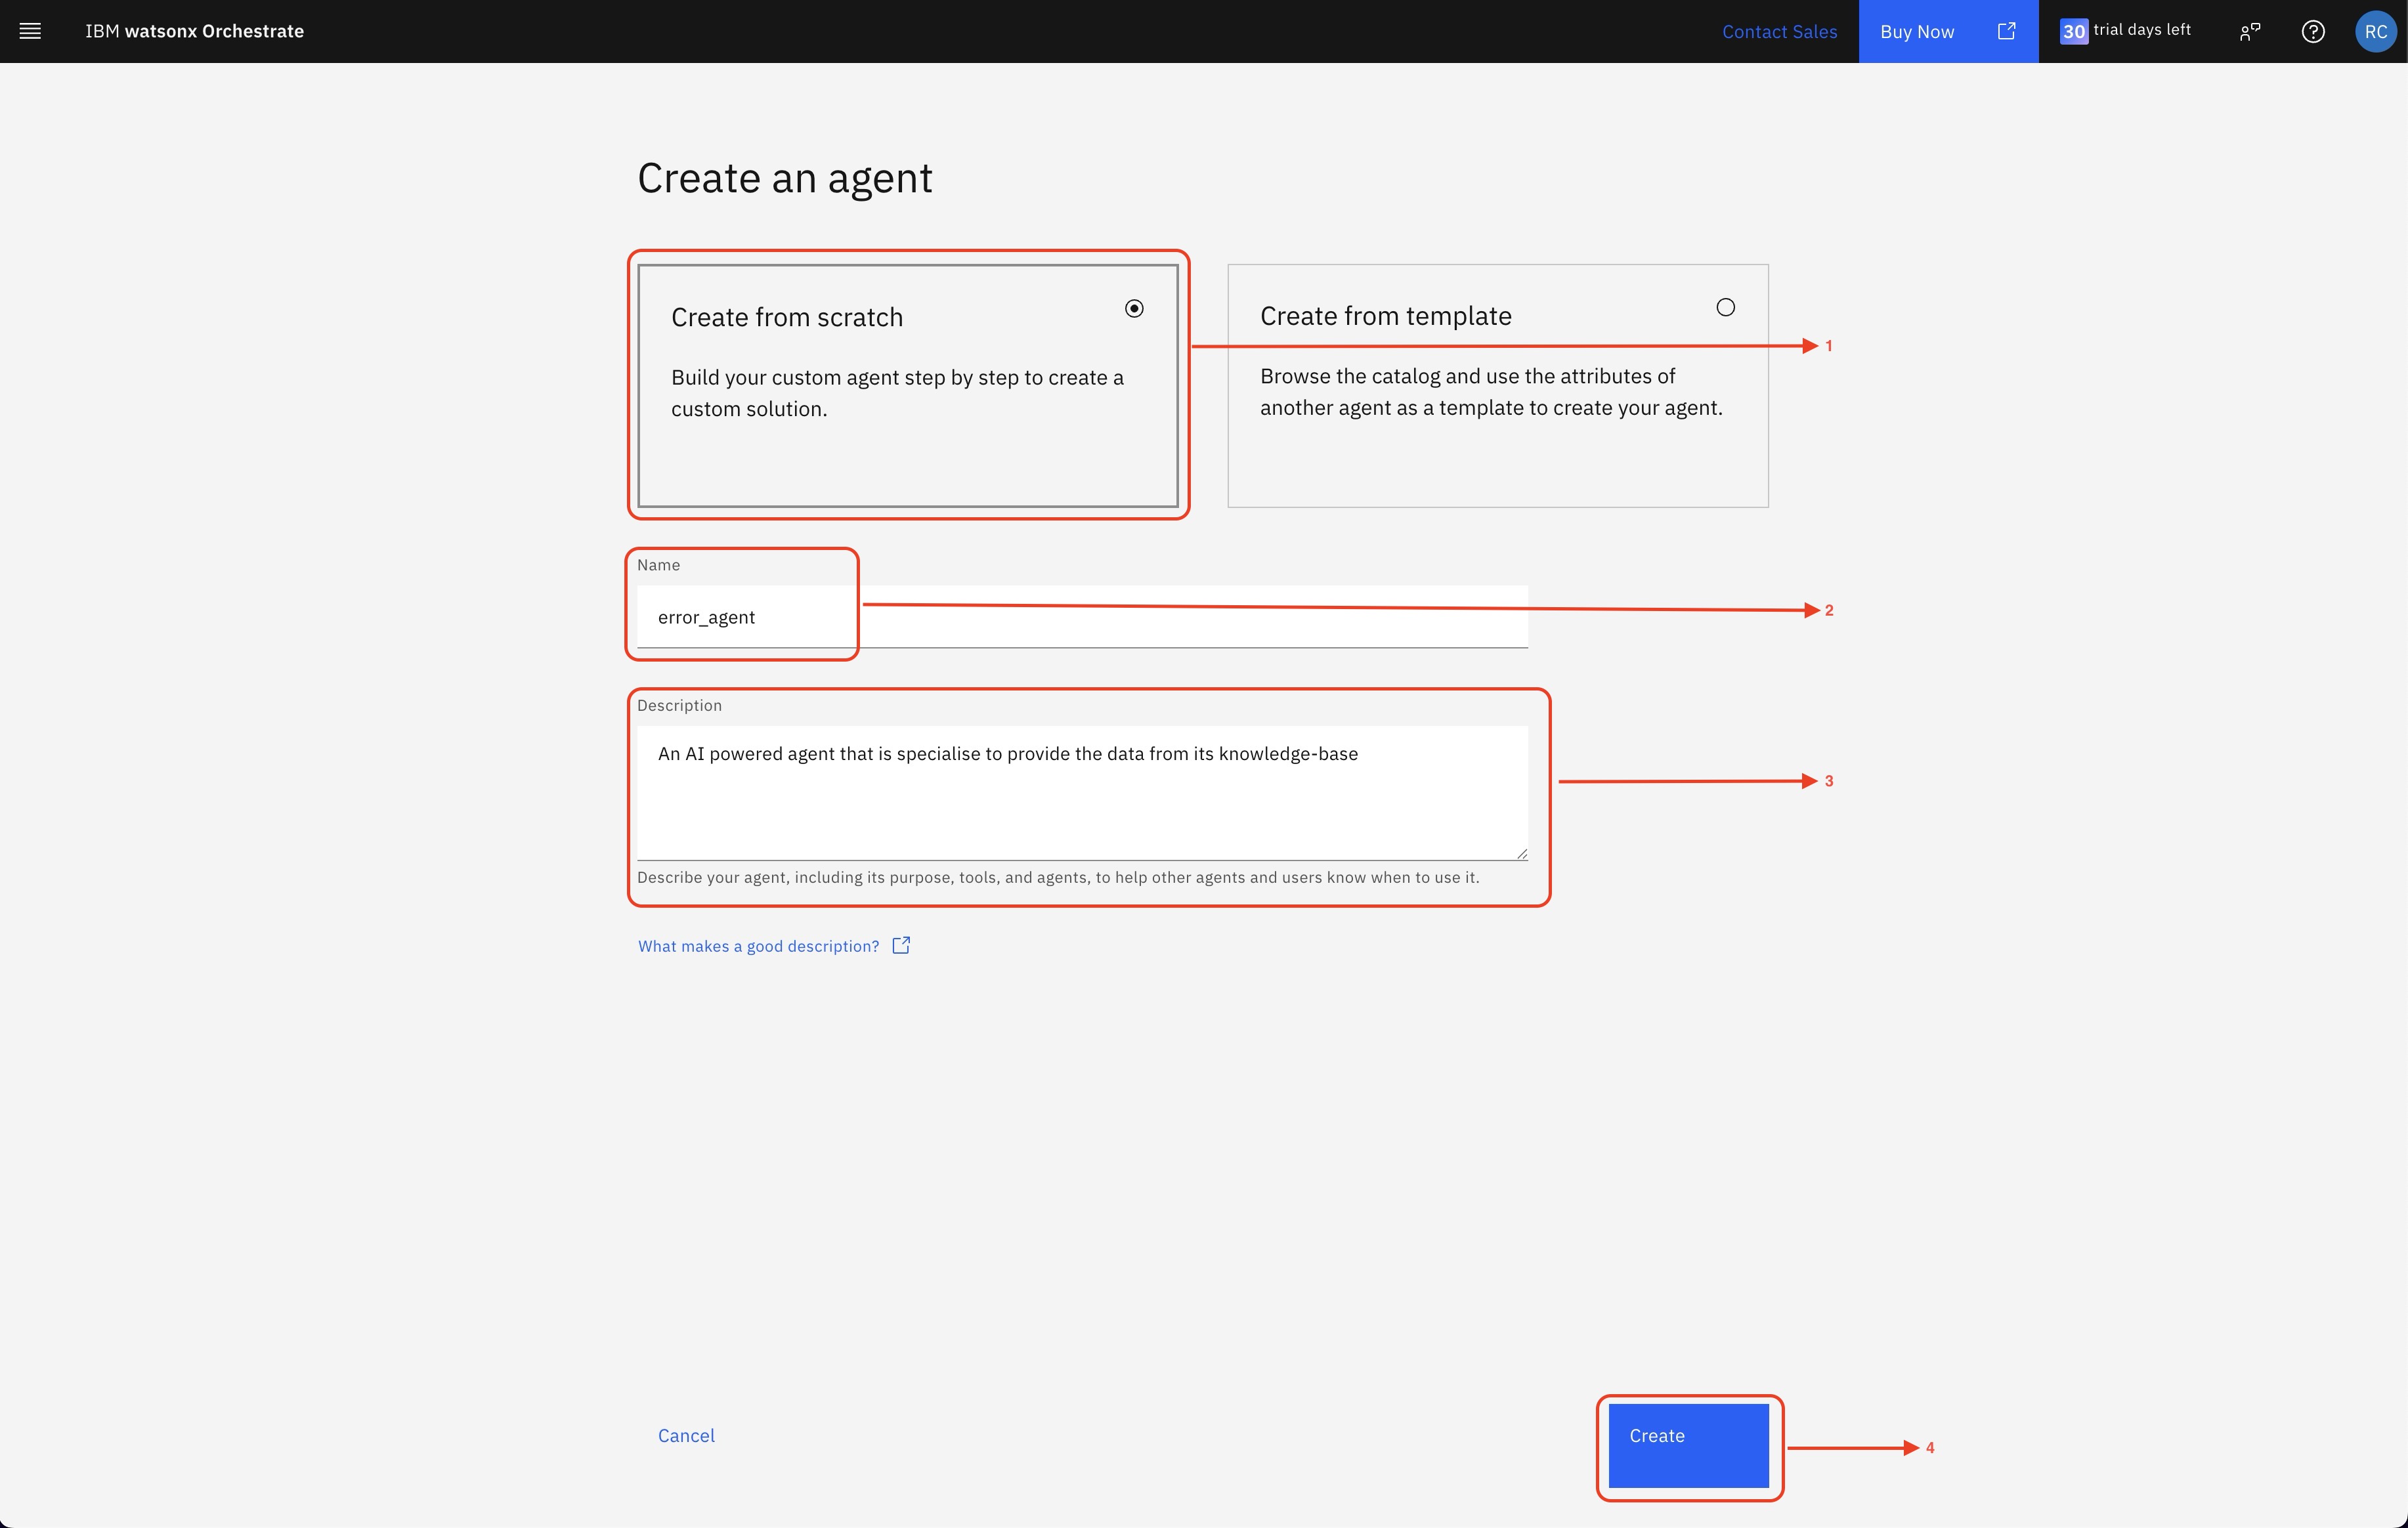 IBM watsonx Orchestrate
Contact Sales
Buy Now
30 trial days left
RC
Create an agent
Create from scratch
Build your custom agent step by step to create a
custom solution.
Create from template
Browse the catalog and use the attributes of
another agent as a template to create your agent.
1
Name
error_agent
2
Description
An AI powered agent that is specialise to provide the data from its knowledge-base
3
Describe your agent, including its purpose, tools, and agents, to help other agents and users know when to use it.
What makes a good description?
Cancel
Create
4